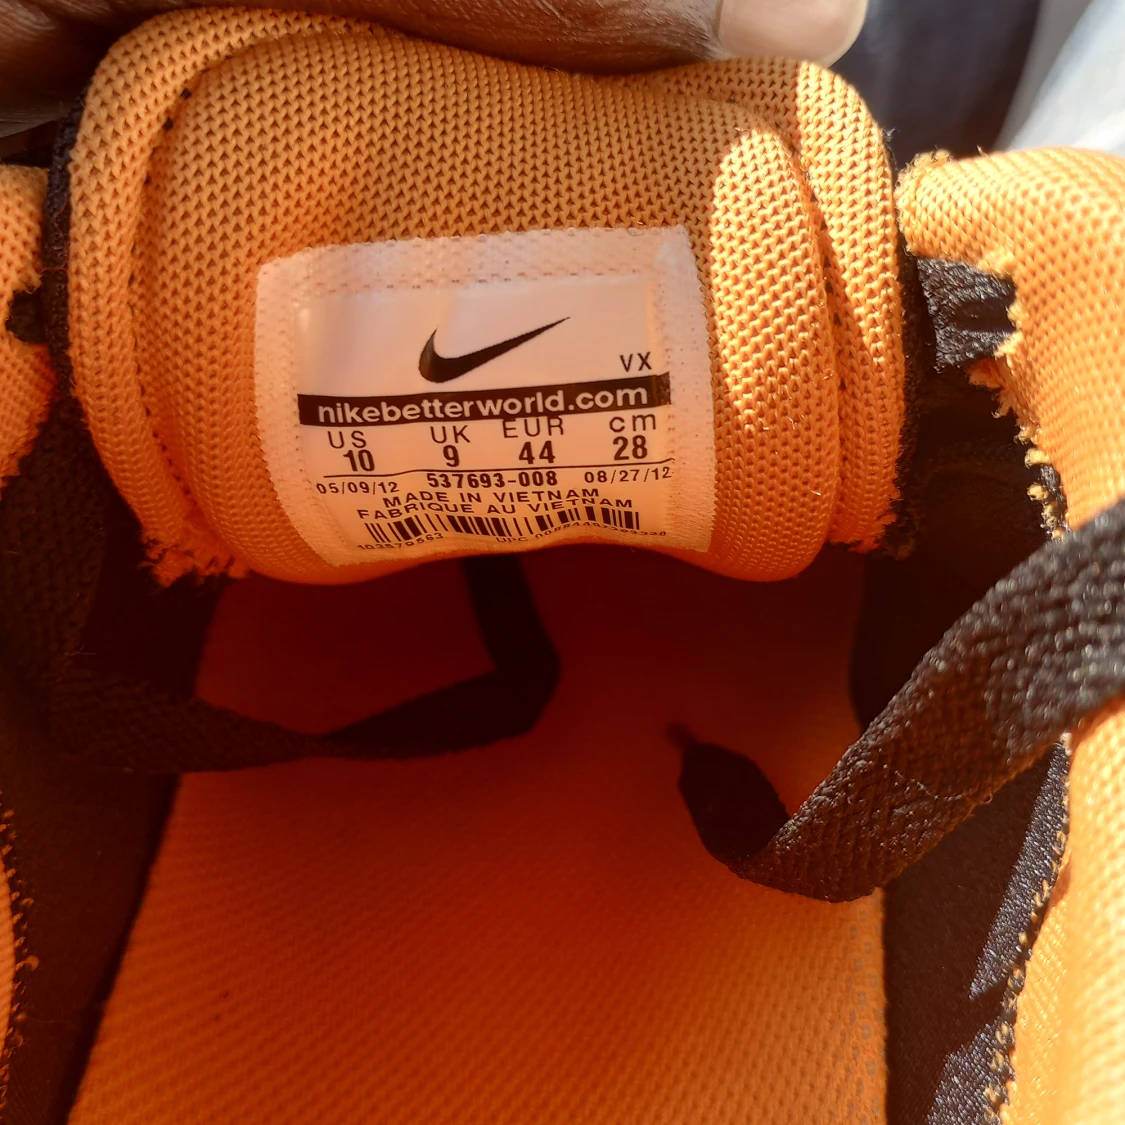 VX
nikebetterworld.com
US UK EUR cm
10 9 44 28
05/09/12 537693-008 08/27/12
MADE IN VIETNAM
FABRIQUE AU VIETNAM
UPC